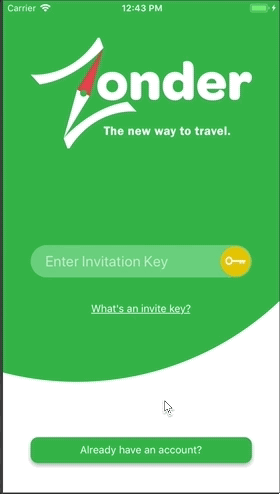 Carrier 12:43 PM
Zonder
The new way to travel.
Enter Invitation Key
What's an invite key?
Already have an account?